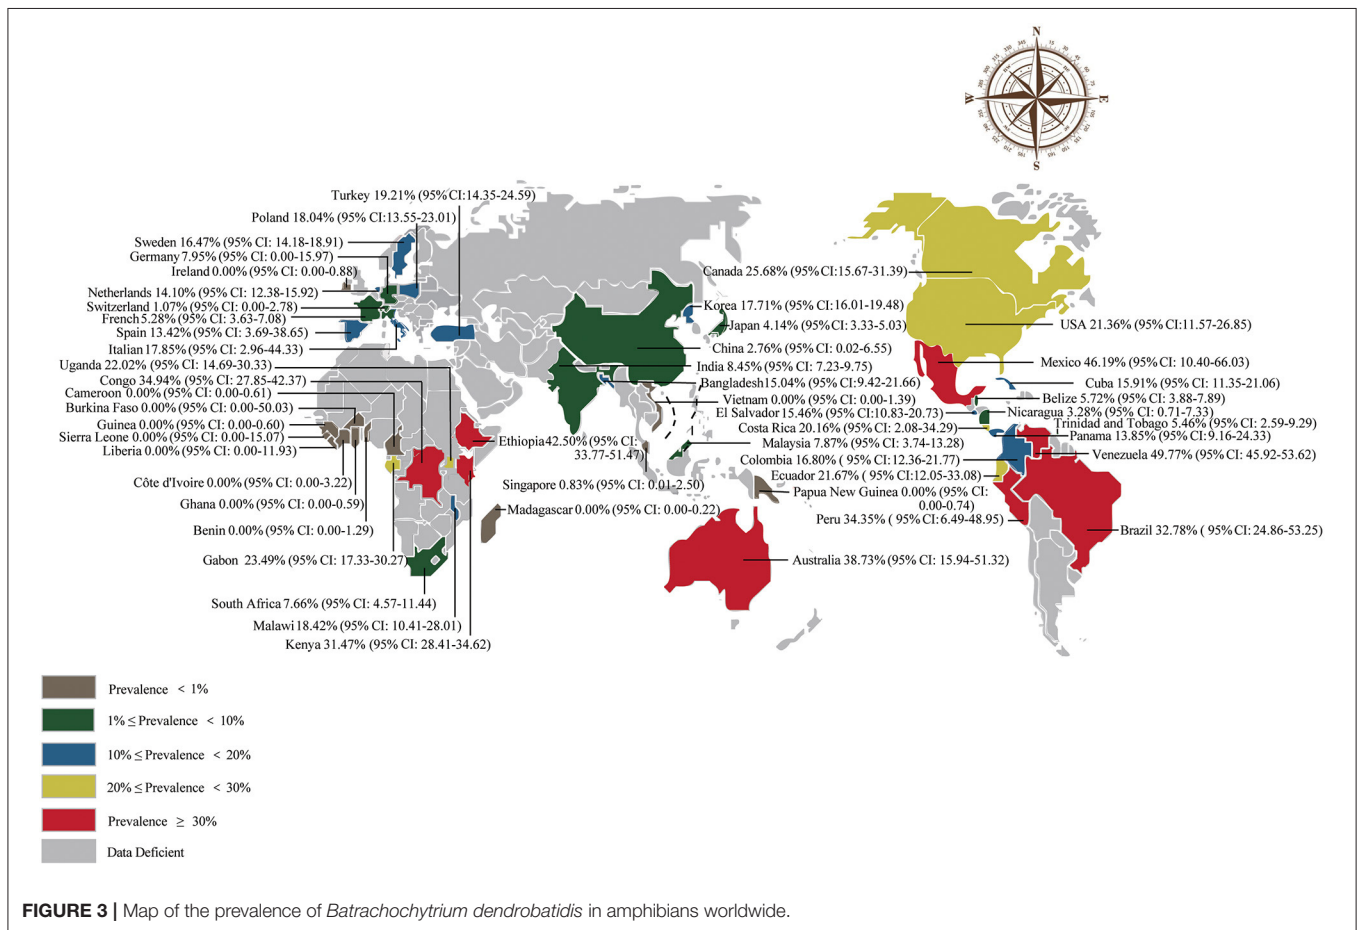 N
W
E
S
Turkey 19.21% (95% CI:14.35-24.59)
Poland 18.04% (95% CI:13.55-23.01)
Sweden 16.47% (95% CI: 14.18-18.91)
Germany 7.95% (95% CI: 0.00-15.97)
Ireland 0.00% (95% CI: 0.00-0.88)
Netherlands 14.10% (95% CI: 12.38-15.92)
Switzerland 1.07% (95% CI: 0.00-2.78)
French 5.28% (95% CI: 3.63-7.08)
Spain 13.42% (95% CI: 3.69-38.65)
Italian 17.85% (95% CI: 2.96-44.33)
Uganda 22.02% (95% CI: 14.69-30.33)
Congo 34.94% (95% CI: 27.85-42.37)
Cameroon 0.00% (95% CI: 0.00-0.61)
Burkina Faso 0.00% (95% CI: 0.00-50.03)
Guinea 0.00% (95% CI: 0.00-0.60)
Sierra Leone 0.00% (95% CI: 0.00-15.07)
Liberia 0.00% (95% CI: 0.00-11.93)
Côte d'Ivoire 0.00% (95% CI: 0.00-3.22)
Ghana 0.00% (95% CI: 0.00-0.59)
Benin 0.00% (95% CI: 0.00-1.29)
Gabon 23.49% (95% CI: 17.33-30.27)
South Africa 7.66% (95% CI: 4.57-11.44)
Malawi 18.42% (95% CI: 10.41-28.01)
Kenya 31.47% (95% CI: 28.41-34.62)
Ethiopia 42.50% (95% CI:
33.77-51.47)
Singapore 0.83% (95% CI: 0.01-2.50)
Madagascar 0.00% (95% CI: 0.00-0.22)
Canada 25.68% (95% CI:15.67-31.39)
Korea 17.71% (95% CI: 16.01-19.48)
Japan 4.14% (95% CI: 3.33-5.03)
China 2.76% (95% CI: 0.02-6.55)
India 8.45% (95% CI: 7.23-9.75)
Bangladesh 15.04% (95% CI:9.42-21.66)
Vietnam 0.00% (95% CI: 0.00-1.39)
El Salvador 15.46% (95% CI:10.83-20.73)
Costa Rica 20.16% (95% CI: 2.08-34.29)
Malaysia 7.87% (95% CI: 3.74-13.28)
Colombia 16.80% ( 95% CI: 12.36-21.77)
Ecuador 21.67% ( 95% CI:12.05-33.08)
Papua New Guinea 0.00% (95% CI:
0.00-0.74)
Peru 34.35% ( 95% CI:6.49-48.95)
Australia 38.73% (95% CI: 15.94-51.32)
USA 21.36% (95% CI:11.57-26.85)
Mexico 46.19% (95% CI: 10.40-66.03)
Cuba 15.91% (95% CI: 11.35-21.06)
Belize 5.72% (95% CI: 3.88-7.89)
Nicaragua 3.28% (95% CI: 0.71-7.33)
Trinidad and Tobago 5.46% (95% CI: 2.59-9.29)
Panama 13.85% (95% CI: 9.16-24.33)
Venezuela 49.77% (95% CI: 45.92-53.62)
Brazil 32.78% ( 95% CI: 24.86-53.25)
Prevalence < 1%
1% ≤ Prevalence < 10%
10% ≤ Prevalence < 20%
20% ≤ Prevalence < 30%
Prevalence ≥ 30%
Data Deficient
FIGURE 3 | Map of the prevalence of Batrachochytrium dendrobatidis in amphibians worldwide.